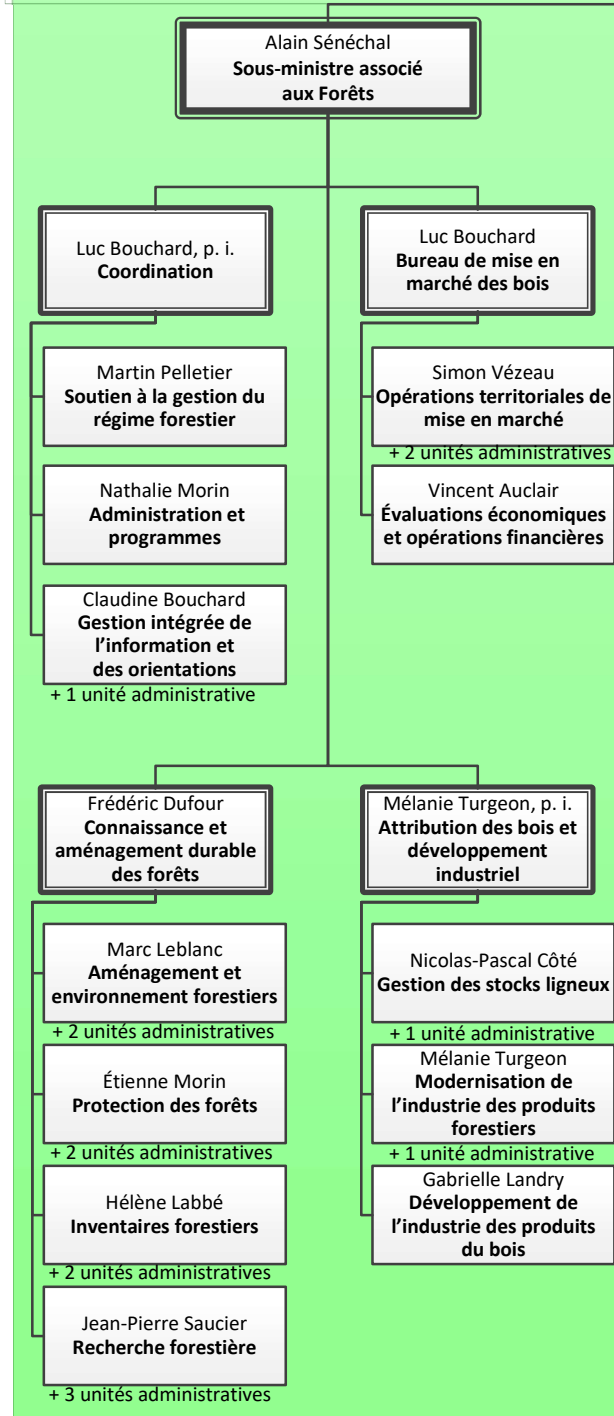 Alain Sénéchal
Sous-ministre associé
aux Forêts
Luc Bouchard, p. i.
Coordination
Martin Pelletier
Soutien à la gestion du
régime forestier
Nathalie Morin
Administration et
programmes
Claudine Bouchard
Gestion intégrée de
l’information et
des orientations
+ 1 unité administrative
Luc Bouchard
Bureau de mise en
marché des bois
Simon Vézeau
Opérations territoriales de
mise en marché
+ 2 unités administratives
Vincent Auclair
Évaluations économiques
et opérations financières
Frédéric Dufour
Connaissance et
aménagement durable
des forêts
Marc Leblanc
Aménagement et
environnement forestiers
+ 2 unités administratives
Étienne Morin
Protection des forêts
+ 2 unités administratives
Hélène Labbé
Inventaires forestiers
+ 2 unités administratives
Jean-Pierre Saucier
Recherche forestière
+ 3 unités administratives
Mélanie Turgeon, p. i.
Attribution des bois et
développement
industriel
Nicolas-Pascal Côté
Gestion des stocks ligneux
+ 1 unité administrative
Mélanie Turgeon
Modernisation de
l’industrie des produits
forestiers
+ 1 unité administrative
Gabrielle Landry
Développement de
l’industrie des produits
du bois